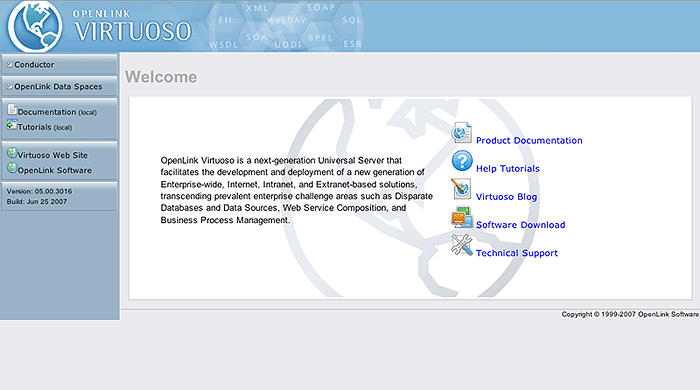 OPENLINK
VIRTUOSO
XML SOAP
EII WebDAV SQL
SOA BPEL
WSDL UDDI ESB
Conductor
OpenLink Data Spaces
Documentation (local)
Tutorials (local)
Virtuoso Web Site
OpenLink Software
Version: 05.00.3016
Build: Jun 25 2007
Welcome
OpenLink Virtuoso is a next-generation Universal Server that
facilitates the development and deployment of a new generation of
Enterprise-wide, Internet, Intranet, and Extranet-based solutions,
transcending prevalent enterprise challenge areas such as Disparate
Databases and Data Sources, Web Service Composition, and
Business Process Management.
Product Documentation
Help Tutorials
Virtuoso Blog
Software Download
Technical Support
Copyright © 1999-2007 OpenLink Software